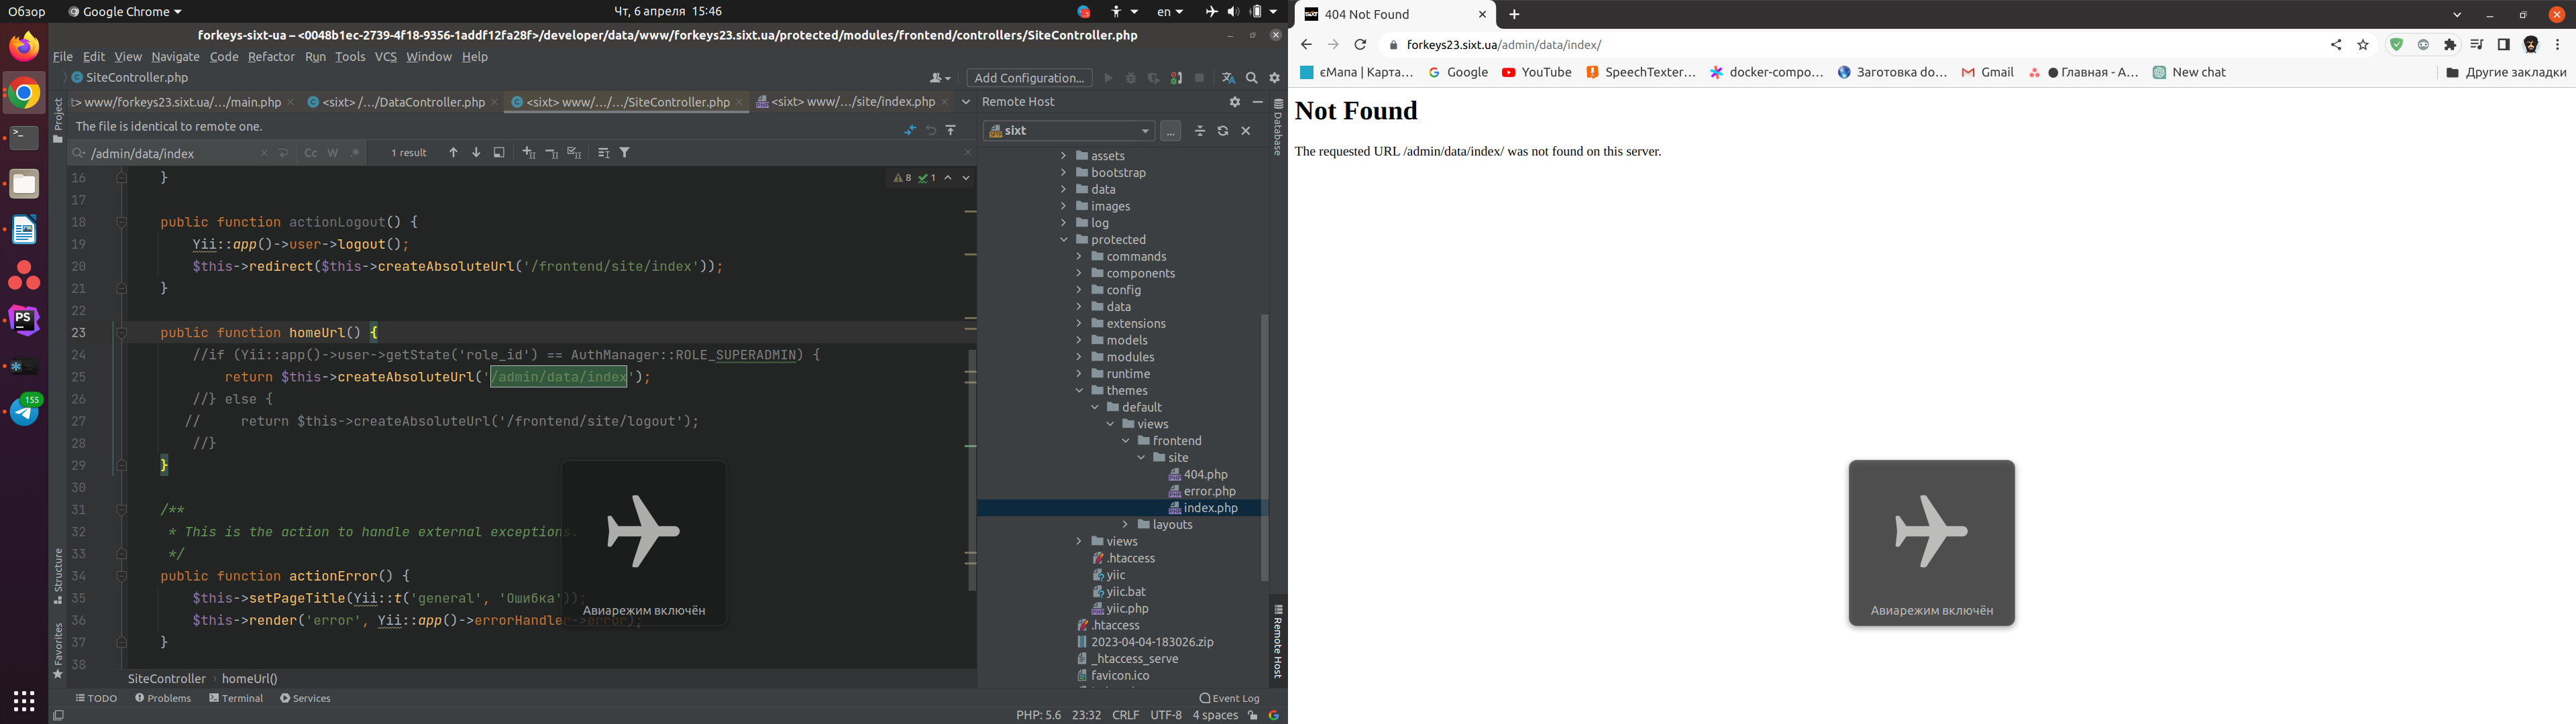 Обзор
Google Chrome
Чт, 6 апреля 15:46
en
forkeys-sixt-ua – <0048b1ec-2739-4f18-9356-1addf12fa28f>/developer/data/www/forkeys23.sixt.ua/protected/modules/frontend/controllers/SiteController.php
File Edit View Navigate Code Refactor Run Tools VCS Window Help
SiteController.php
Add Configuration...
t> www/forkeys23.sixt.ua/.../main.php
<sixt> /.../DataController.php
<sixt> www/.../.../SiteController.php
<sixt> www/.../site/index.php
The file is identical to remote one.
/admin/data/index
Cc W .*
1 result
8 1
16 }
17
18 public function actionLogout() {
19 Yii::app()->user->logout();
20 $this->redirect($this->createAbsoluteUrl('/frontend/site/index'));
21 }
22
23 public function homeUrl() {
24 //if (Yii::app()->user->getState('role_id') == AuthManager::ROLE_SUPERADMIN) {
25 return $this->createAbsoluteUrl('/admin/data/index');
26 //} else {
27 // return $this->createAbsoluteUrl('/frontend/site/logout');
28 //}
29 }
30
31 /**
32 * This is the action to handle external exceptions.
33 */
34 public function actionError() {
35 $this->setPageTitle(Yii::t('general', 'Ошибка'));
36 $this->render('error', Yii::app()->errorHandler->error);
37 }
38
Авиарежим включён
SiteController
homeUrl()
TODO
Problems
Terminal
Services
Event Log
PHP: 5.6 23:32 CRLF UTF-8 4 spaces
Project
Structure
Favorites
PS
155
Remote Host
sixt
...
assets
bootstrap
data
images
log
protected
commands
components
config
data
extensions
models
modules
runtime
themes
default
views
frontend
site
404.php
error.php
index.php
layouts
views
.htaccess
yiic
yiic.bat
yiic.php
.htaccess
2023-04-04-183026.zip
_htaccess_serve
favicon.ico
Database
Remote Host
404 Not Found
forkeys23.sixt.ua/admin/data/index/
єМапа | Карта...
Google
YouTube
SpeechTexter...
docker-compo...
Заготовка do...
Gmail
Главная - A...
New chat
Другие закладки
Not Found
The requested URL /admin/data/index/ was not found on this server.
Авиарежим включён